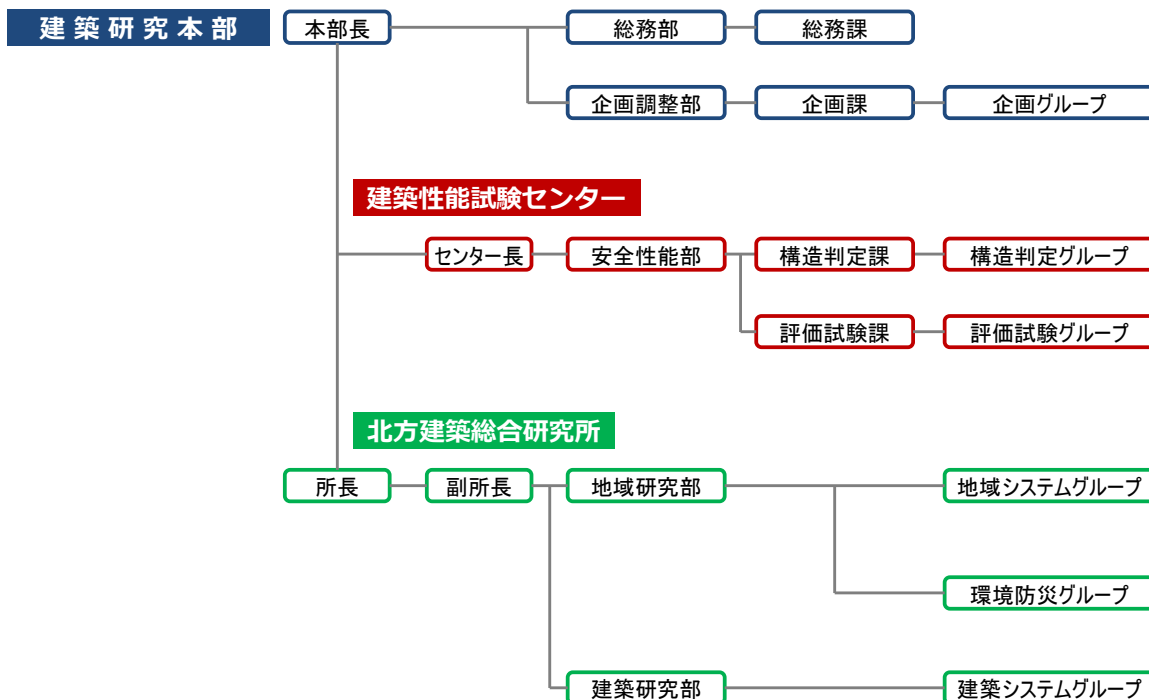 建築研究本部
本部長
総務部
総務課
企画調整部
企画課
企画グループ
建築性能試験センター
センター長
安全性能部
構造判定課
構造判定グループ
評価試験課
評価試験グループ
北方建築総合研究所
所長
副所長
地域研究部
地域システムグループ
環境防災グループ
建築研究部
建築システムグループ